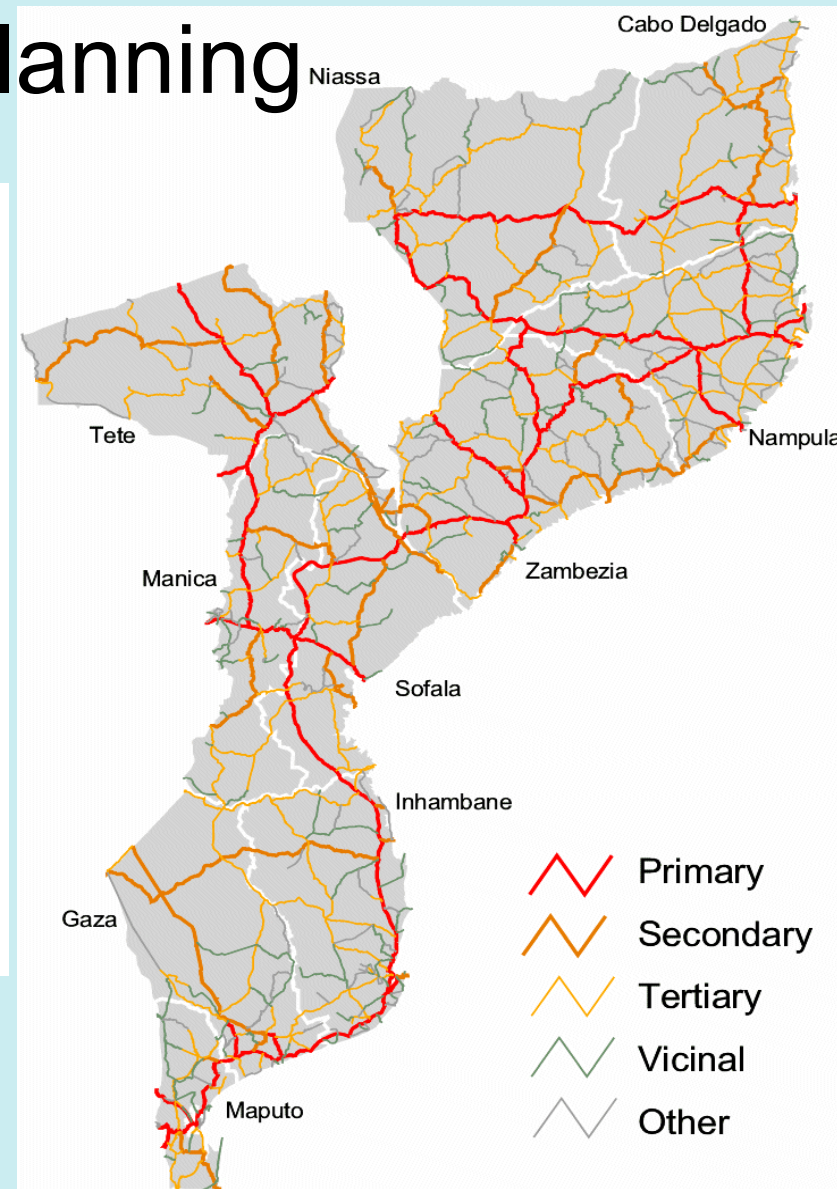 lanning
Cabo Delgado
Niassa
Tete
Nampula
Manica
Zambezia
Sofala
Inhambane
Gaza
Maputo
Primary
Secondary
Tertiary
Vicinal
Other